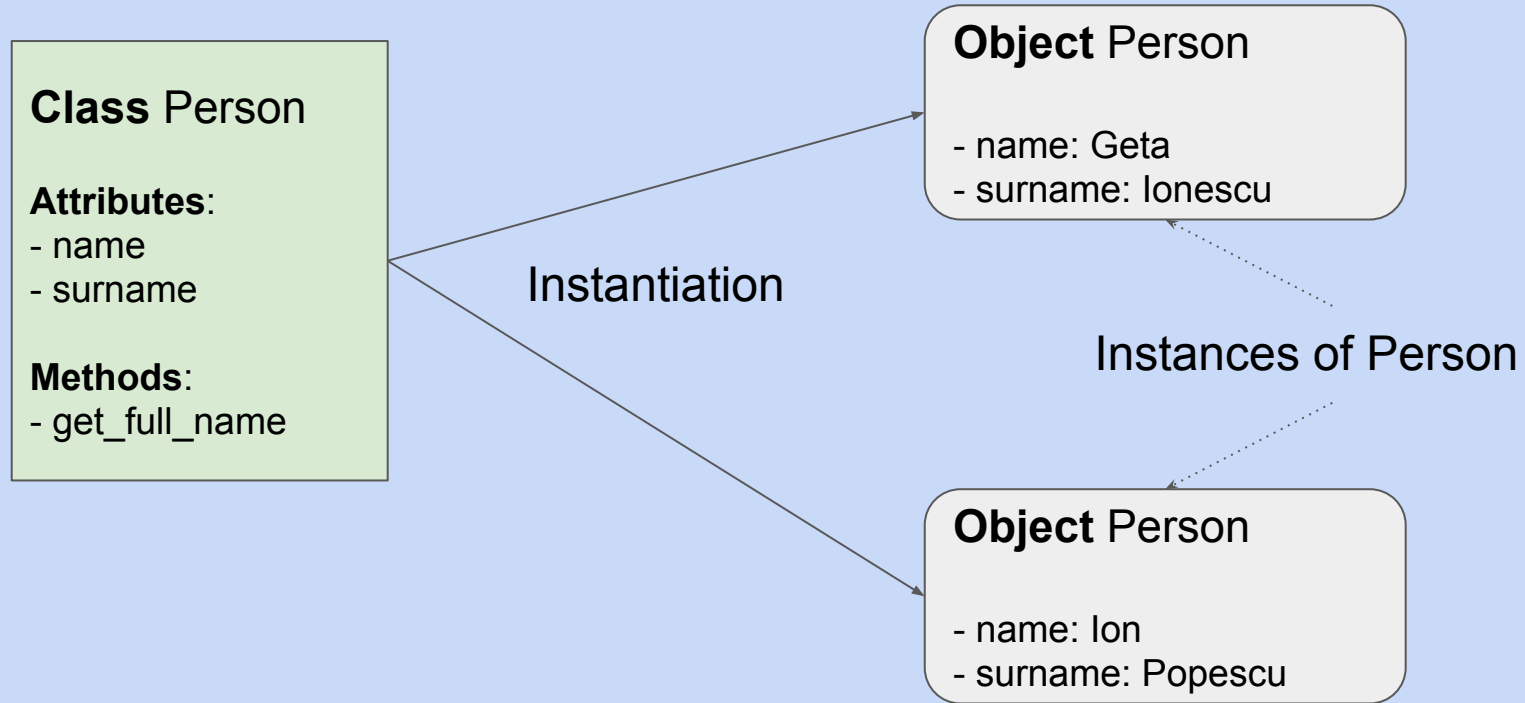 Class Person
Attributes:
- name
- surname
Methods:
- get_full_name
Instantiation
Object Person
- name: Geta
- surname: Ionescu
Instances of Person
Object Person
- name: Ion
- surname: Popescu